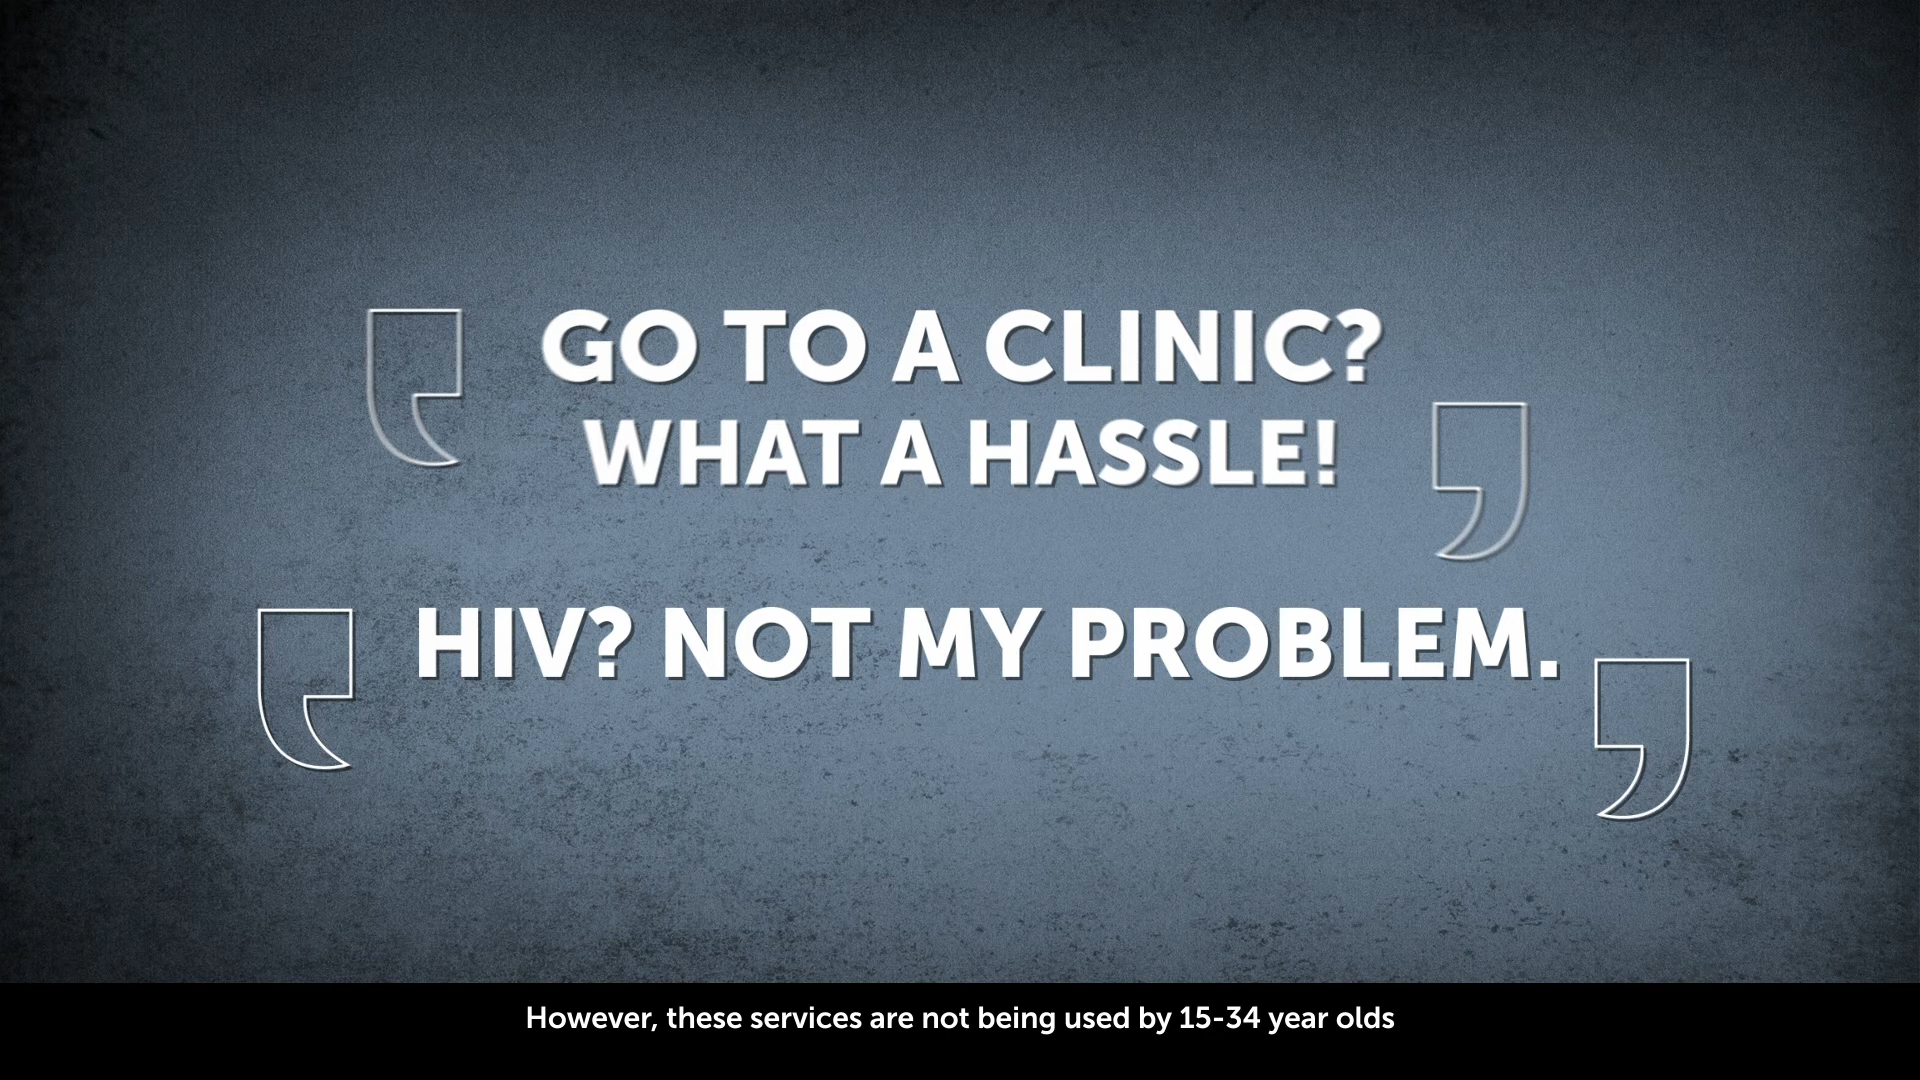 GO TO A CLINIC?
WHAT A HASSLE!
HIV? NOT MY PROBLEM.
However, these services are not being used by 15-34 year olds